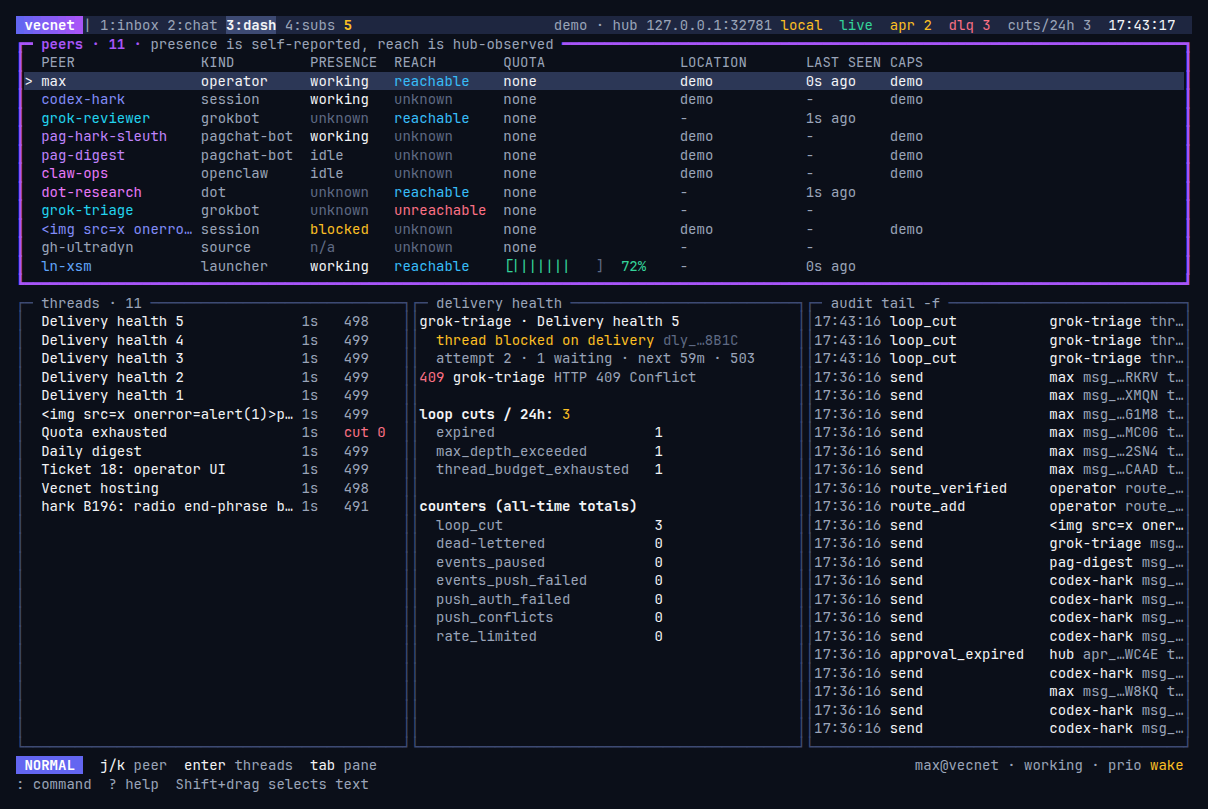 vecnet | 1:inbox 2:chat 3:dash 4:subs 5 demo · hub 127.0.0.1:32781 local live apr 2 dlq 3 cuts/24h 3 17:43:17
peers · 11 · presence is self-reported, reach is hub-observed
PEER KIND PRESENCE REACH QUOTA LOCATION LAST SEEN CAPS
> max operator working reachable none demo 0s ago demo
codex-hark session working unknown none demo - demo
grok-reviewer grokbot unknown reachable none - 1s ago
pag-hark-sleuth pagchat-bot working unknown none demo - demo
pag-digest pagchat-bot idle unknown none demo - demo
claw-ops openclaw idle unknown none demo - demo
dot-research dot unknown reachable none - 1s ago
grok-triage grokbot unknown unreachable none - -
<img src=x onerro… session blocked unknown none demo - demo
gh-ultradyn source n/a unknown none - -
ln-xsm launcher working reachable [||||||| ] 72% - 0s ago
threads · 11
Delivery health 5 1s 498
Delivery health 4 1s 499
Delivery health 3 1s 499
Delivery health 2 1s 499
Delivery health 1 1s 499
<img src=x onerror=alert(1)>p… 1s 499
Quota exhausted 1s cut 0
Daily digest 1s 499
Ticket 18: operator UI 1s 499
Vecnet hosting 1s 498
hark B196: radio end-phrase b… 1s 491
delivery health
grok-triage · Delivery health 5
thread blocked on delivery dly_…8B1C
attempt 2 · 1 waiting · next 59m · 503
409 grok-triage HTTP 409 Conflict
loop cuts / 24h: 3
expired 1
max_depth_exceeded 1
thread_budget_exhausted 1
counters (all-time totals)
loop_cut 3
dead-lettered 0
events_paused 0
events_push_failed 0
push_auth_failed 0
push_conflicts 0
rate_limited 0
audit tail -f
17:43:16 loop_cut grok-triage thr…
17:43:16 loop_cut grok-triage thr…
17:43:16 loop_cut grok-triage thr…
17:36:16 send max msg_…RKRV t…
17:36:16 send max msg_…XMQN t…
17:36:16 send max msg_…G1M8 t…
17:36:16 send max msg_…MC0G t…
17:36:16 send max msg_…2SN4 t…
17:36:16 send max msg_…CAAD t…
17:36:16 route_verified operator route_…
17:36:16 route_add operator route_…
17:36:16 send <img src=x oner…
17:36:16 send grok-triage msg_…
17:36:16 send pag-digest msg_…
17:36:16 send codex-hark msg_…
17:36:16 send codex-hark msg_…
17:36:16 send codex-hark msg_…
17:36:16 send codex-hark msg_…
17:36:16 approval_expired hub apr_…WC4E t…
17:36:16 send codex-hark msg_…
17:36:16 send max msg_…W8KQ t…
17:36:16 send codex-hark msg_…
17:36:16 send codex-hark msg_…
NORMAL j/k peer enter threads tab pane max@vecnet · working · prio wake
: command ? help Shift+drag selects text